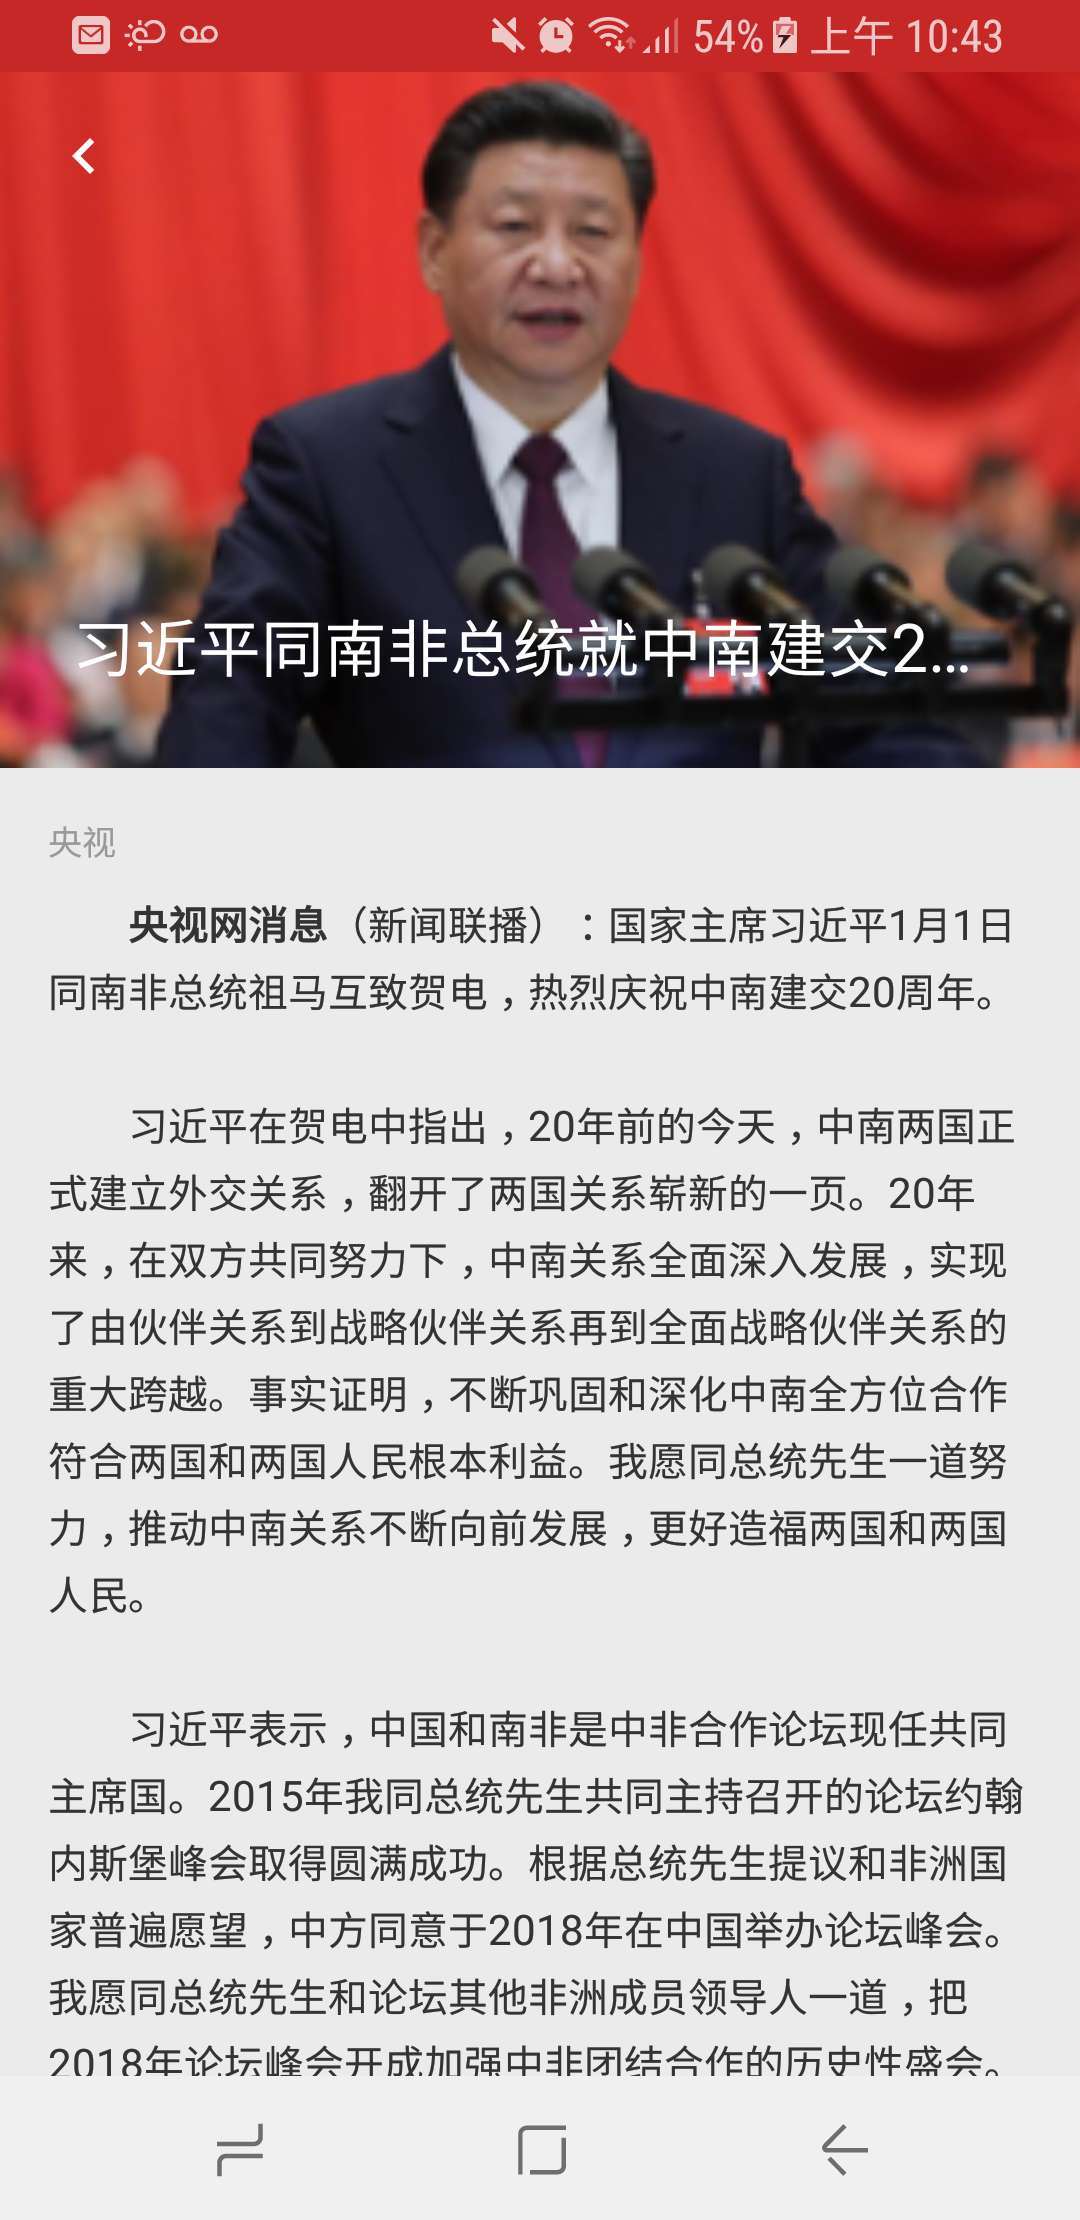 54% 上午 10:43
习近平同南非总统就中南建交2...
央视
央视网消息（新闻联播）：国家主席习近平1月1日
同南非总统祖马互致贺电，热烈庆祝中南建交20周年。
习近平在贺电中指出，20年前的今天，中南两国正
式建立外交关系，翻开了两国关系崭新的一页。20年
来，在双方共同努力下，中南关系全面深入发展，实现
了由伙伴关系到战略伙伴关系再到全面战略伙伴关系的
重大跨越。事实证明，不断巩固和深化中南全方位合作
符合两国和两国人民根本利益。我愿同总统先生一道努
力，推动中南关系不断向前发展，更好造福两国和两国
人民。
习近平表示，中国和南非是中非合作论坛现任共同
主席国。2015年我同总统先生共同主持召开的论坛约翰
内斯堡峰会取得圆满成功。根据总统先生提议和非洲国
家普遍愿望，中方同意于2018年在中国举办论坛峰会。
我愿同总统先生和论坛其他非洲成员领导人一道，把
2018年论坛峰会开成加强中非团结合作的历史性盛会。